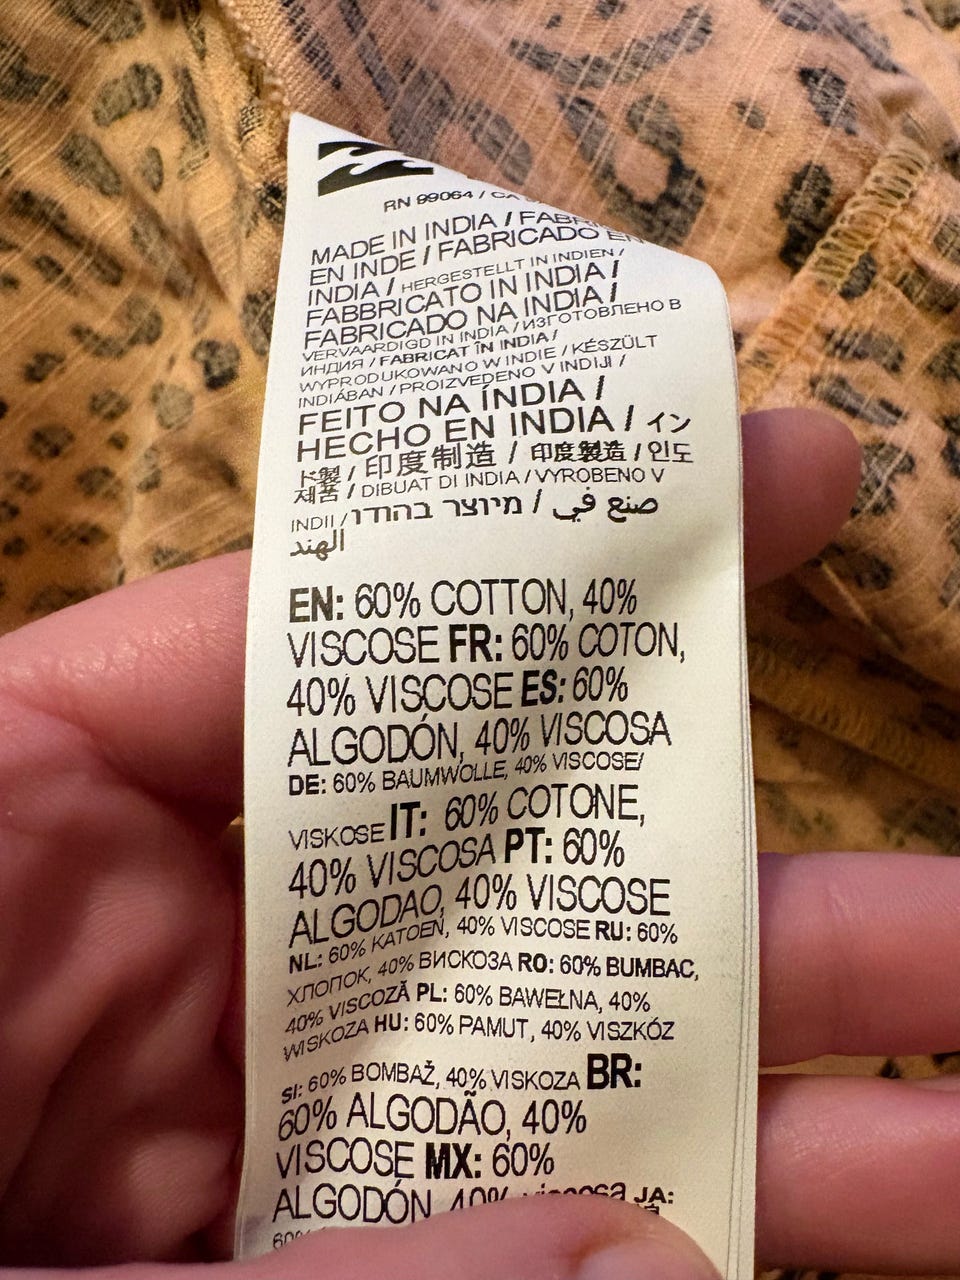 RN 99064 / CA
MADE IN INDIA /
EN INDE / FABRICADO EN
INDIA / HERGESTELLT IN INDIEN /
FABBRICATO IN INDIA /
FABRICADO NA INDIA /
VERVAARDIGD IN INDIA / ИЗГОТОВЛЕНО В
ИНДИЯ / FABRICAT ÎN INDIA /
WYPRODUKOWANO W INDIE / KÉSZÜLT
INDIÁBAN / PROIZVEDENO V INDIJI /
FEITO NA ÍNDIA /
HECHO EN INDIA / イン
ド製 / 印度制造 / 印度製造 / 인도
제품 / DIBUAT DI INDIA / VYROBENO V
INDII / מיוצר בהודו / صنع في
الهند
EN: 60% COTTON, 40%
VISCOSE FR: 60% COTON,
40% VISCOSE ES: 60%
ALGODÓN, 40% VISCOSA
DE: 60% BAUMWOLLE, 40% VISCOSE/
VISKOSE IT: 60% COTONE,
40% VISCOSA PT: 60%
ALGODAO, 40% VISCOSE
NL: 60% KATOEN, 40% VISCOSE RU: 60%
ХЛОПОК, 40% ВИСКОЗА RO: 60% BUMBAC,
40% VISCOZĂ PL: 60% BAWEŁNA, 40%
WISKOZA HU: 60% PAMUT, 40% VISZKÓZ
SI: 60% BOMBAŽ, 40% VISKOZA BR:
60% ALGODÃO, 40%
VISCOSE MX: 60%
ALGODÓN, 40% viscosa JA:
60%